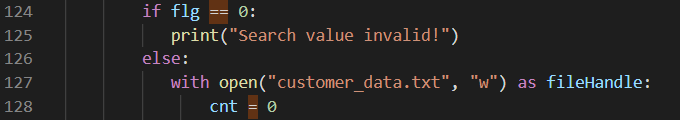 124 if flg == 0:
125 print("Search value invalid!")
126 else:
127 with open("customer_data.txt", "w") as fileHandle:
128 cnt = 0